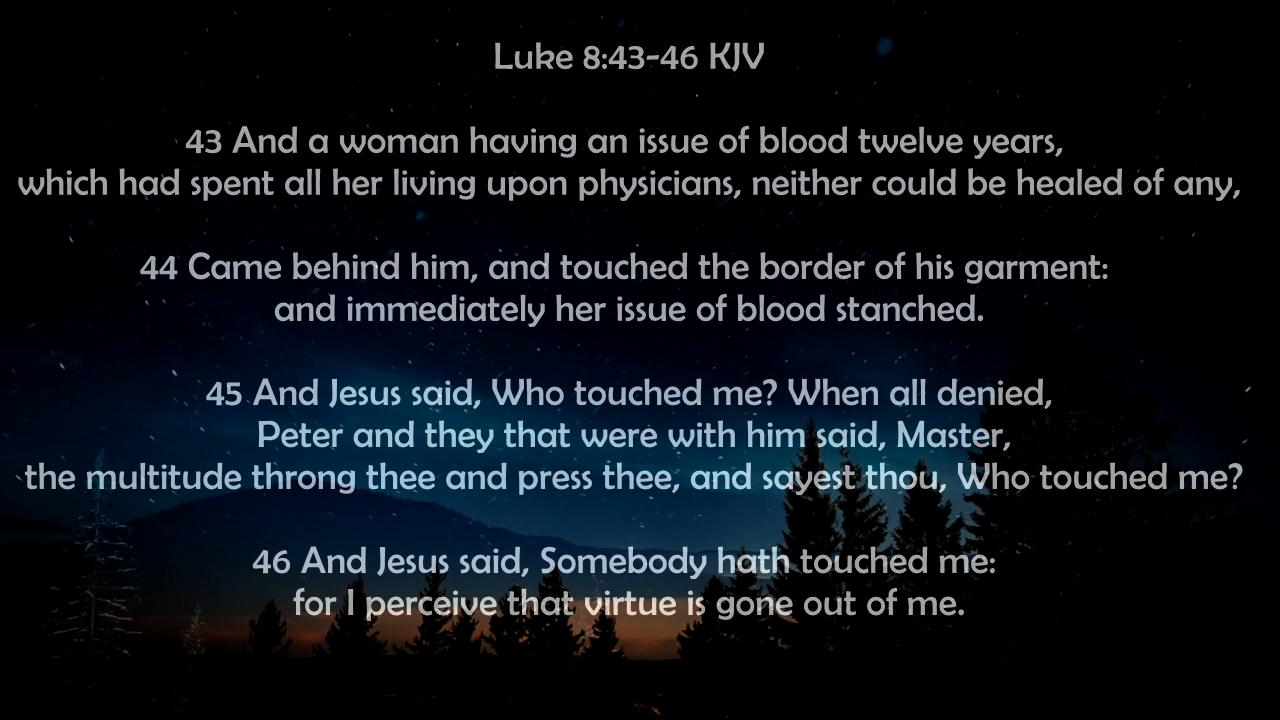 Luke 8:43-46 KJV
43 And a woman having an issue of blood twelve years,
which had spent all her living upon physicians, neither could be healed of any,
44 Came behind him, and touched the border of his garment:
and immediately her issue of blood stanched.
45 And Jesus said, Who touched me? When all denied,
Peter and they that were with him said, Master,
the multitude throng thee and press thee, and sayest thou, Who touched me?
46 And Jesus said, Somebody hath touched me:
for I perceive that virtue is gone out of me.